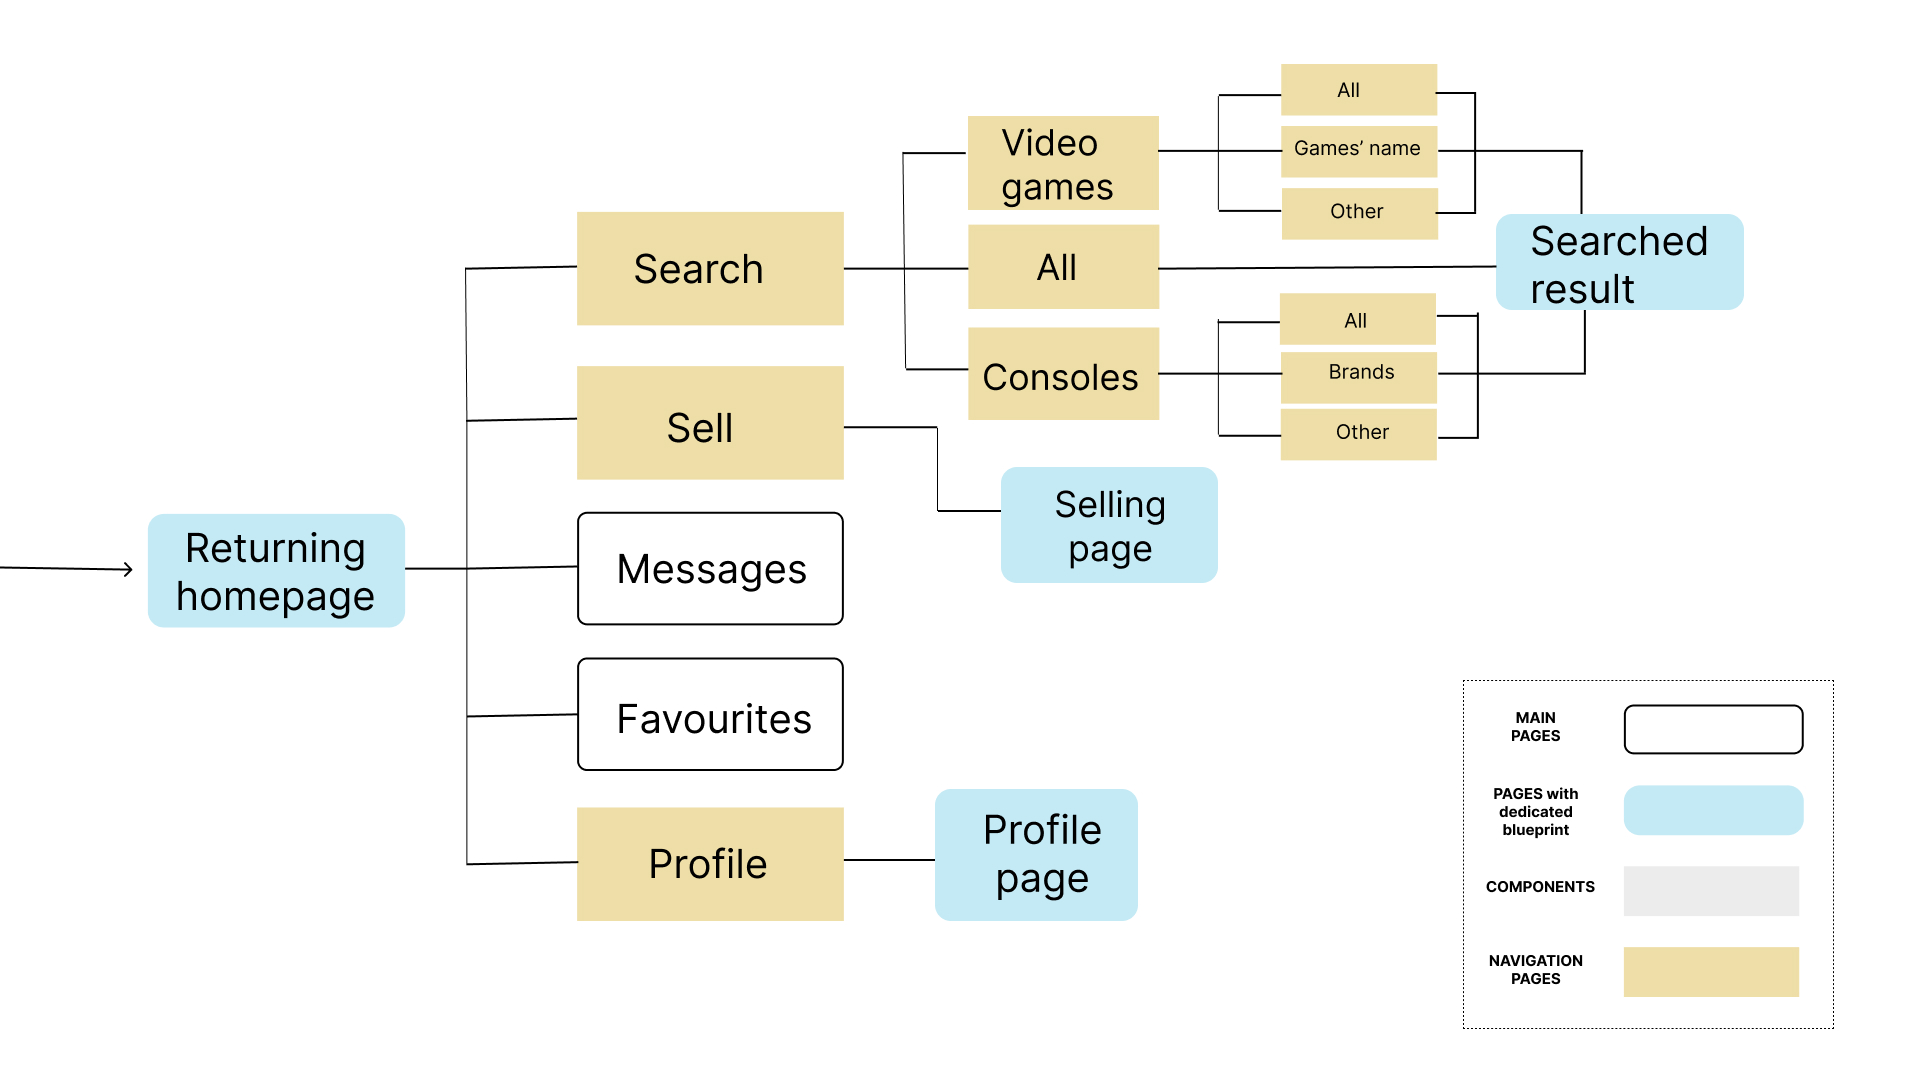 Returning
homepage
Search
Sell
Messages
Favourites
Profile
Video
games
All
Consoles
All
Games’ name
Other
All
Brands
Other
Searched
result
Selling
page
Profile
page
MAIN
PAGES
PAGES with
dedicated
blueprint
COMPONENTS
NAVIGATION
PAGES